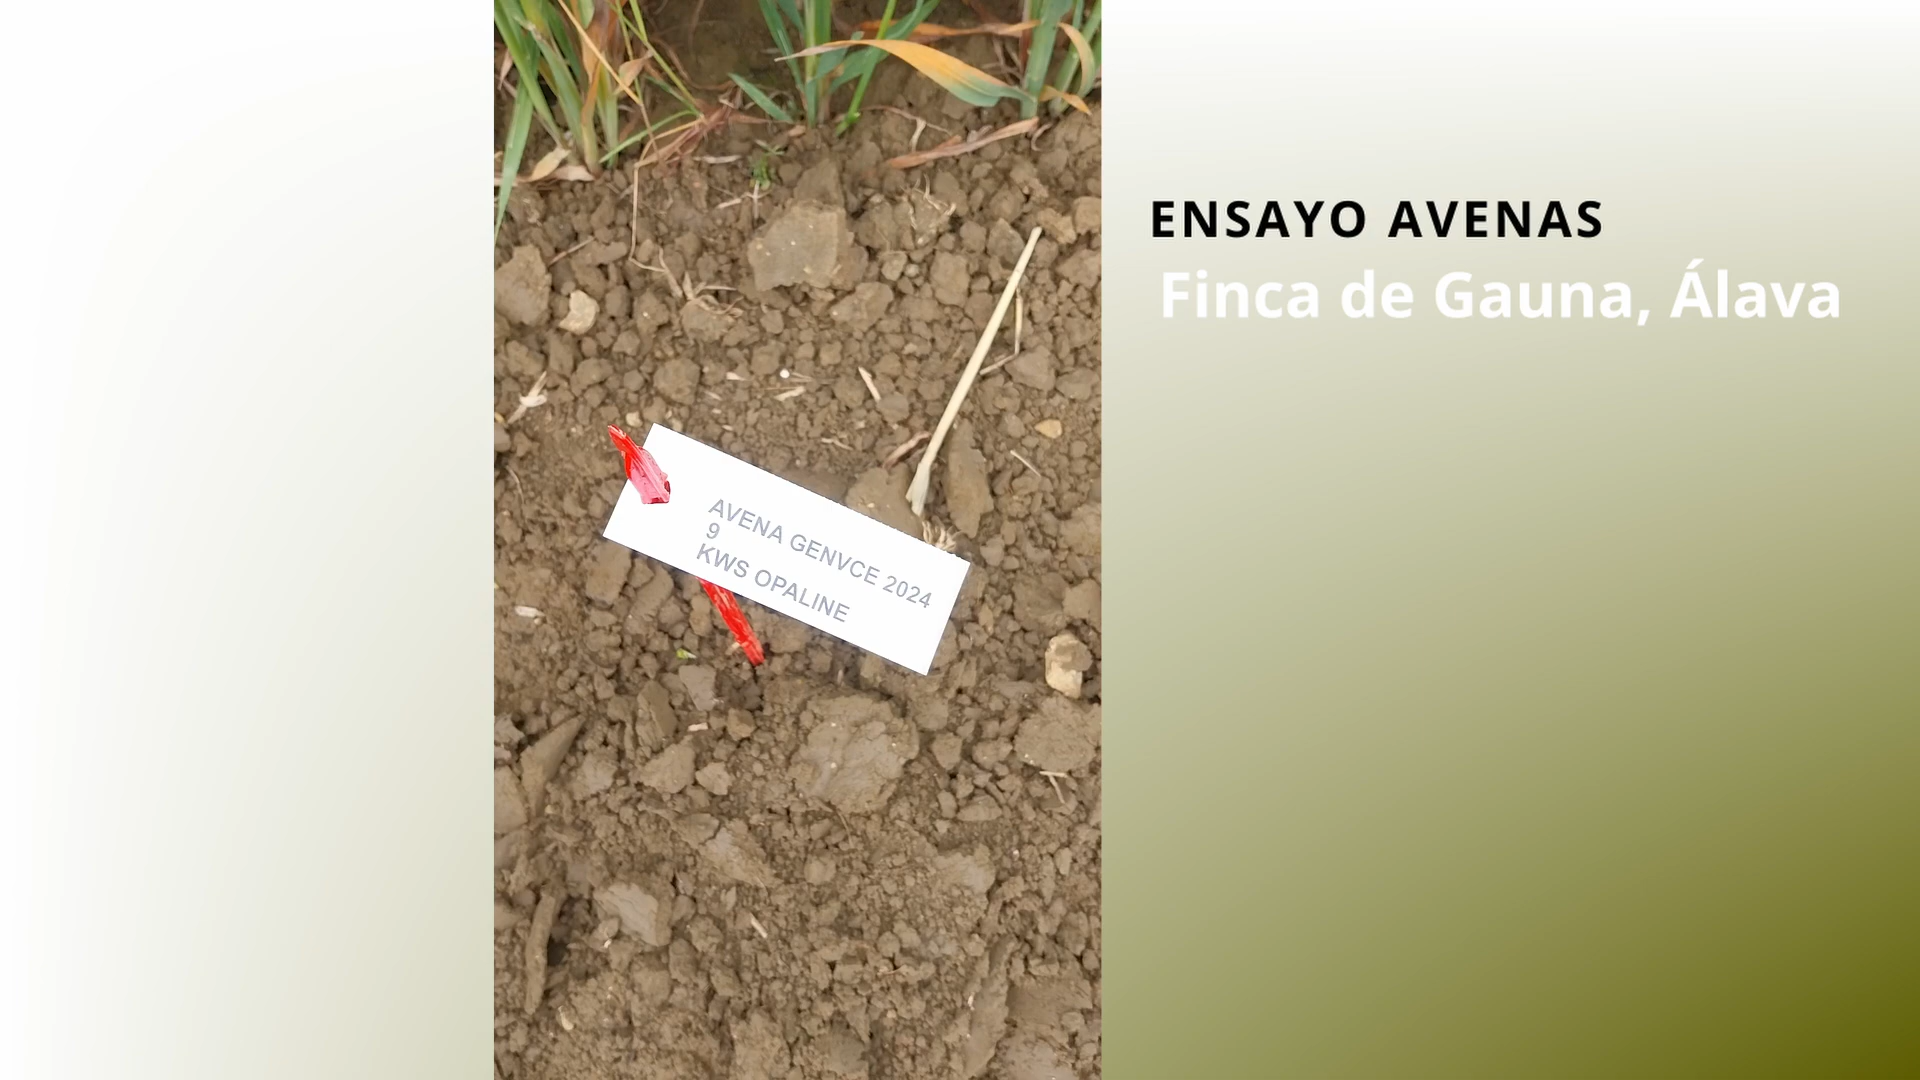 ENSAYO AVENAS
Finca de Gauna, Álava
AVENA GENVCE 2024
9
KWS OPALINE